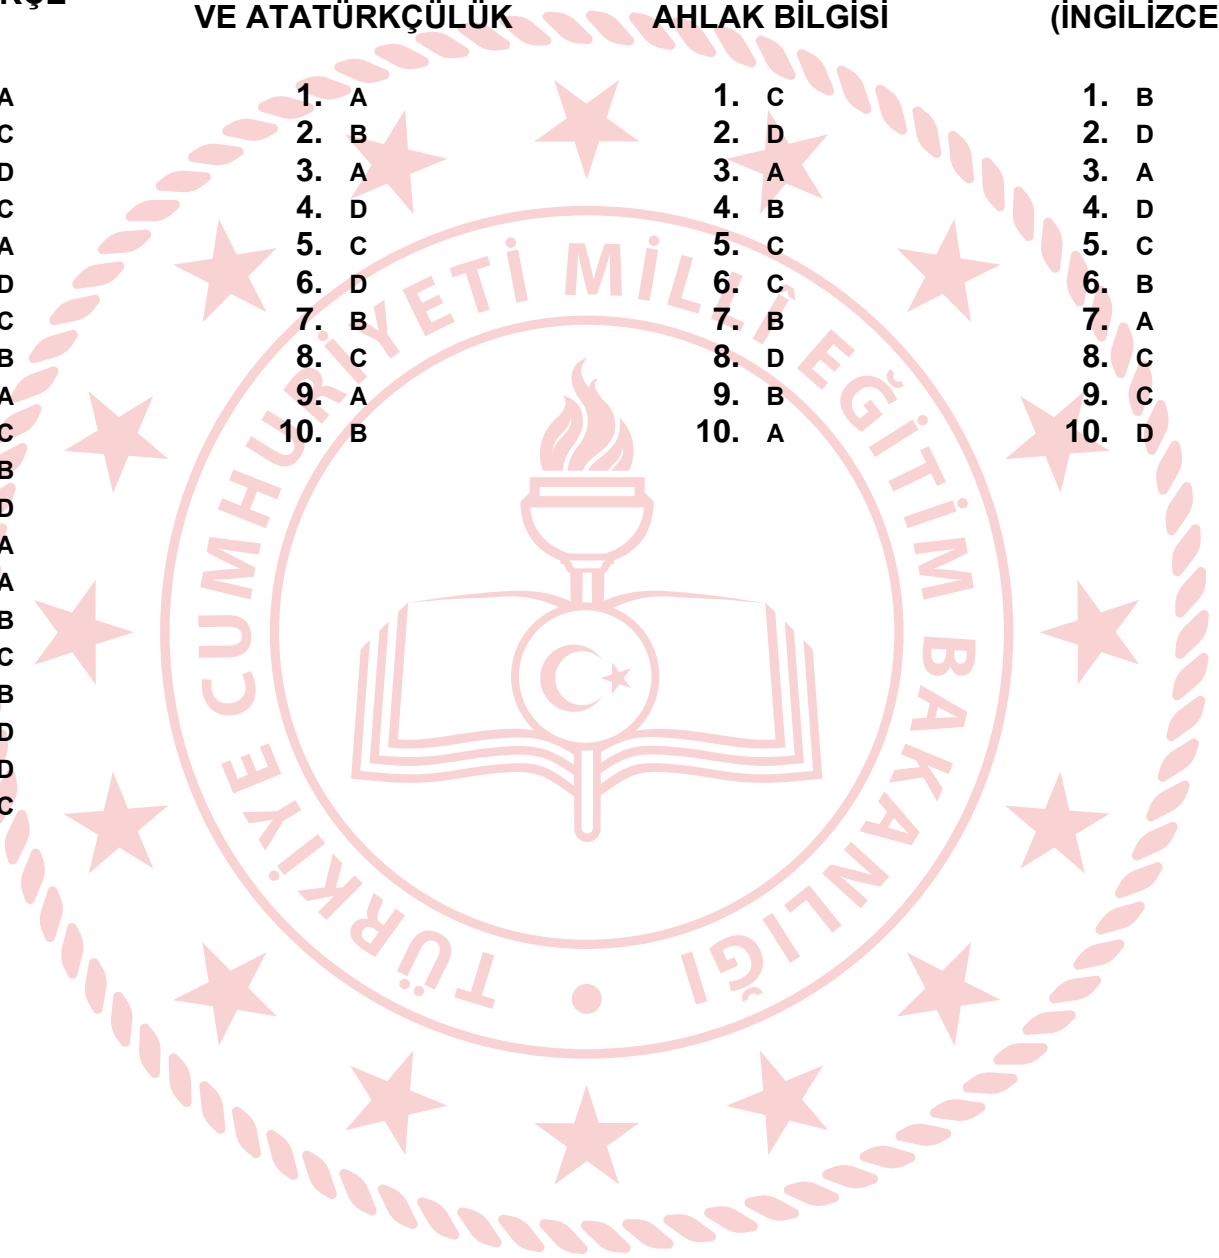 VE ATATÜRKÇÜLÜK AHLAK BİLGİSİ (İNGİLİZCE
A 1. A 1. C 1. B
C 2. B 2. D 2. D
D 3. A 3. A 3. A
C 4. D 4. B 4. D
A 5. C 5. C 5. C
D 6. D 6. C 6. B
C 7. B 7. B 7. A
B 8. C 8. D 8. C
A 9. A 9. B 9. C
C 10. B 10. A 10. D
B
D
A
A
B
C
B
D
D
C
TÜRKİYE CUMHURİYETİ MİLLÎ EĞİTİM BAKANLIĞI